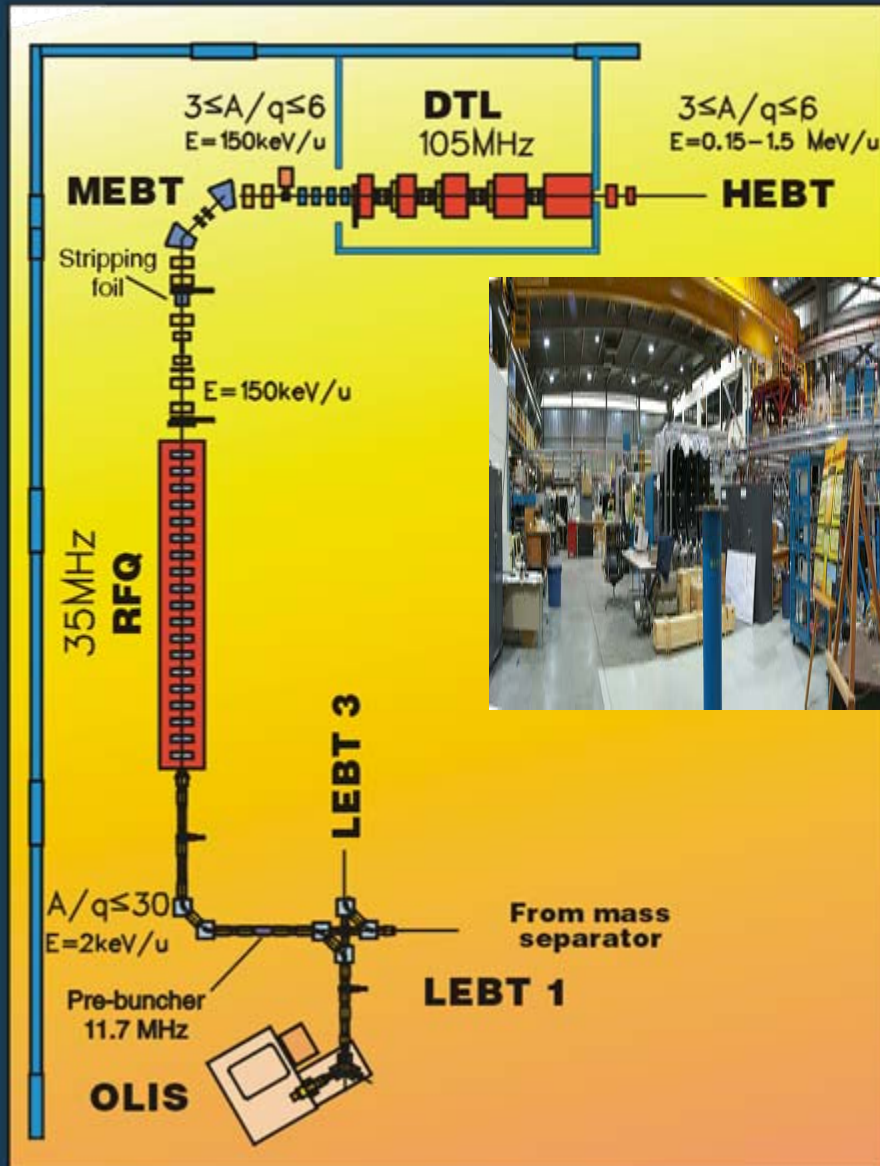 3≤A/q≤6
E=150keV/u
DTL
105MHz
3≤A/q≤6
E=0.15-1.5 MeV/u
MEBT
HEBT
Stripping
foil
E=150keV/u
35MHz
RFQ
LEBT 3
A/q≤30
E=2keV/u
From mass
separator
Pre-buncher
11.7 MHz
LEBT 1
OLIS